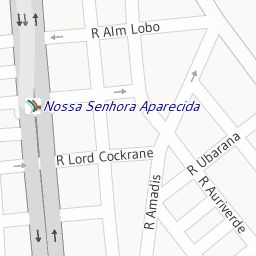 R Alm Lobo
Nossa Senhora Aparecida
R Lord Cockrane
R Ubarana
R Amadis
R Auriverde